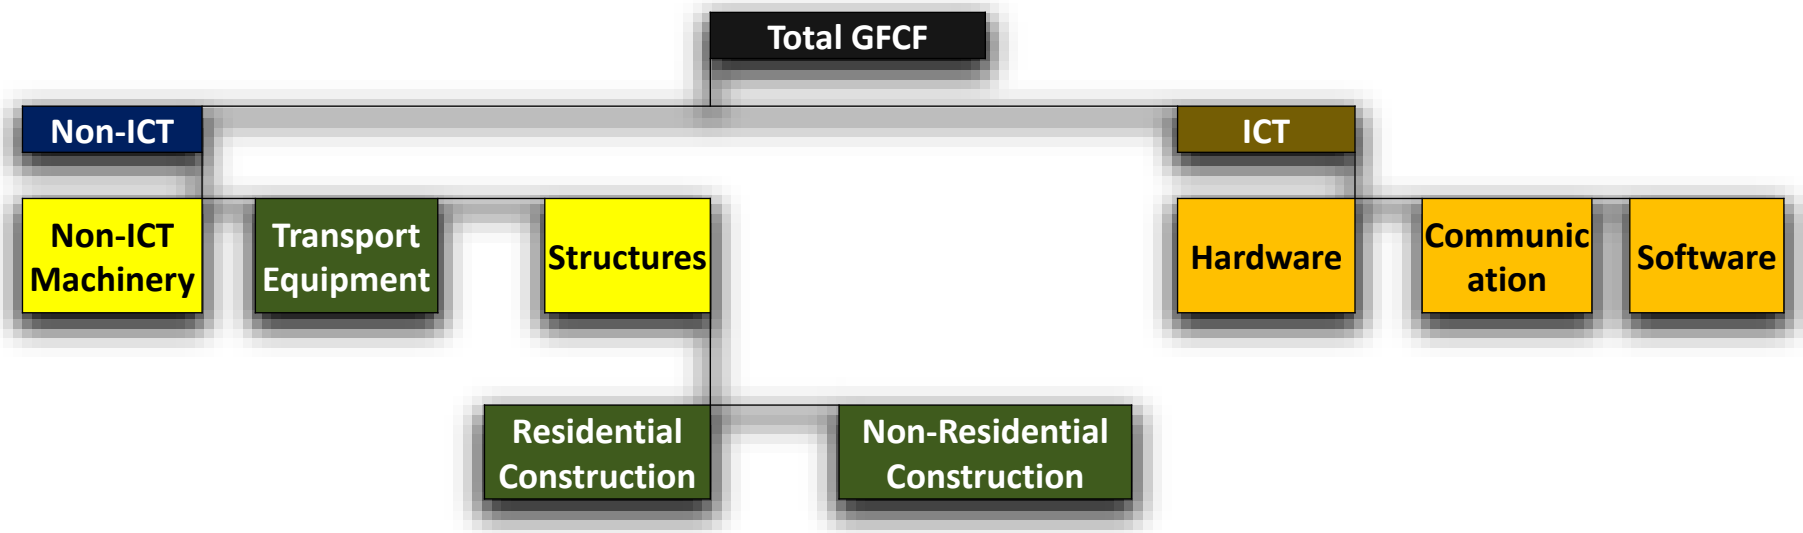 Total GFCF
Non-ICT
ICT
Non-ICT
Machinery
Transport
Equipment
Structures
Hardware
Communic
ation
Software
Residential
Construction
Non-Residential
Construction